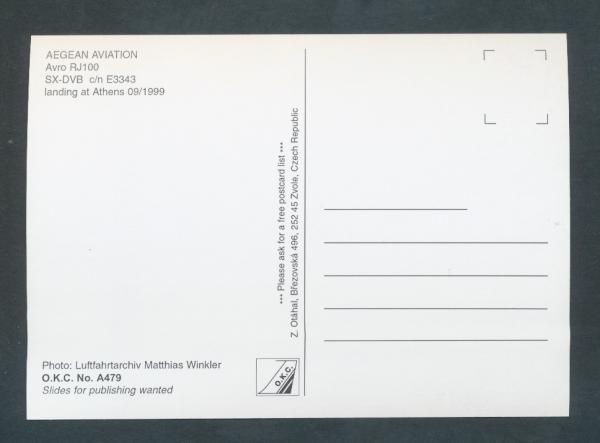 AEGEAN AVIATION
Avro RJ100
SX-DVB c/n E3343
landing at Athens 09/1999
*** Please ask for a free postcard list ***
Z. Otáhal, Březovská 496, 252 45 Zvole, Czech Republic
Photo: Luftfahrtarchiv Matthias Winkler
O.K.C. No. A479
Slides for publishing wanted
O.K.C.